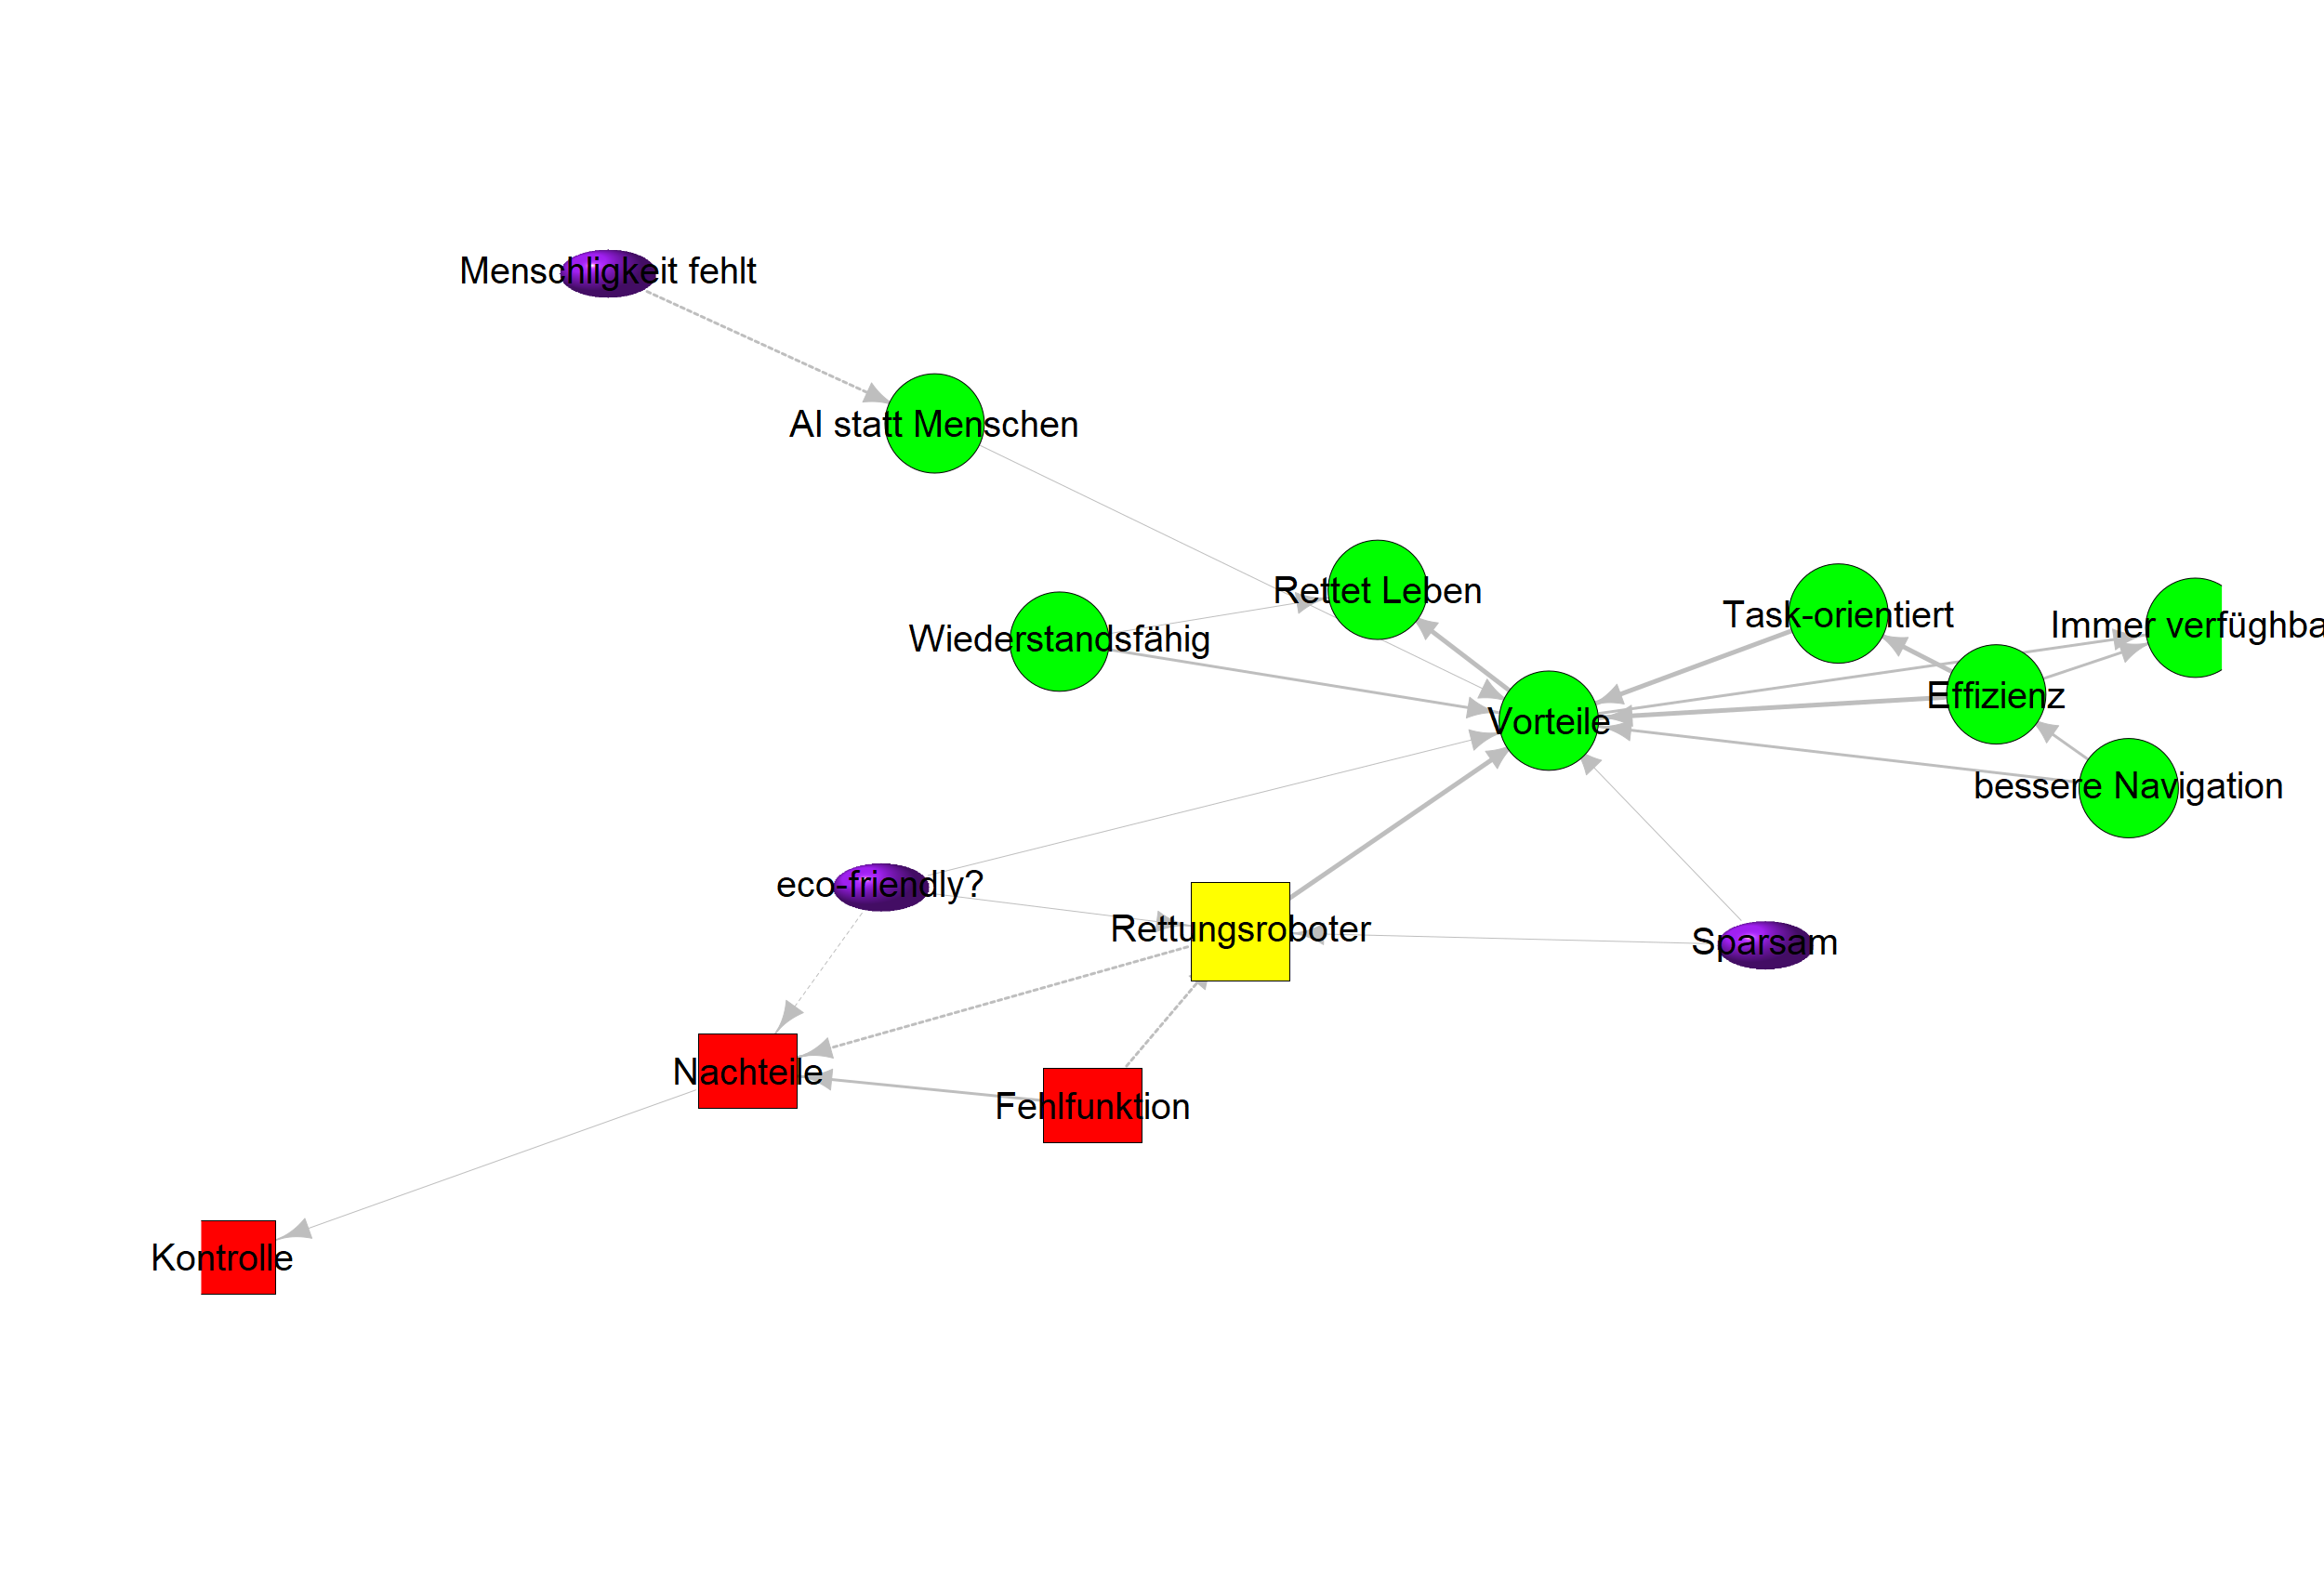 Menschligkeit fehlt
AI statt Menschen
Rettet Leben
Task-orientiert
Immer verfüghba
Wiederstandsfähig
Effizienz
Vorteile
bessere Navigation
eco-friendly?
Rettungsroboter
Sparsam
Nachteile
Fehlfunktion
Kontrolle